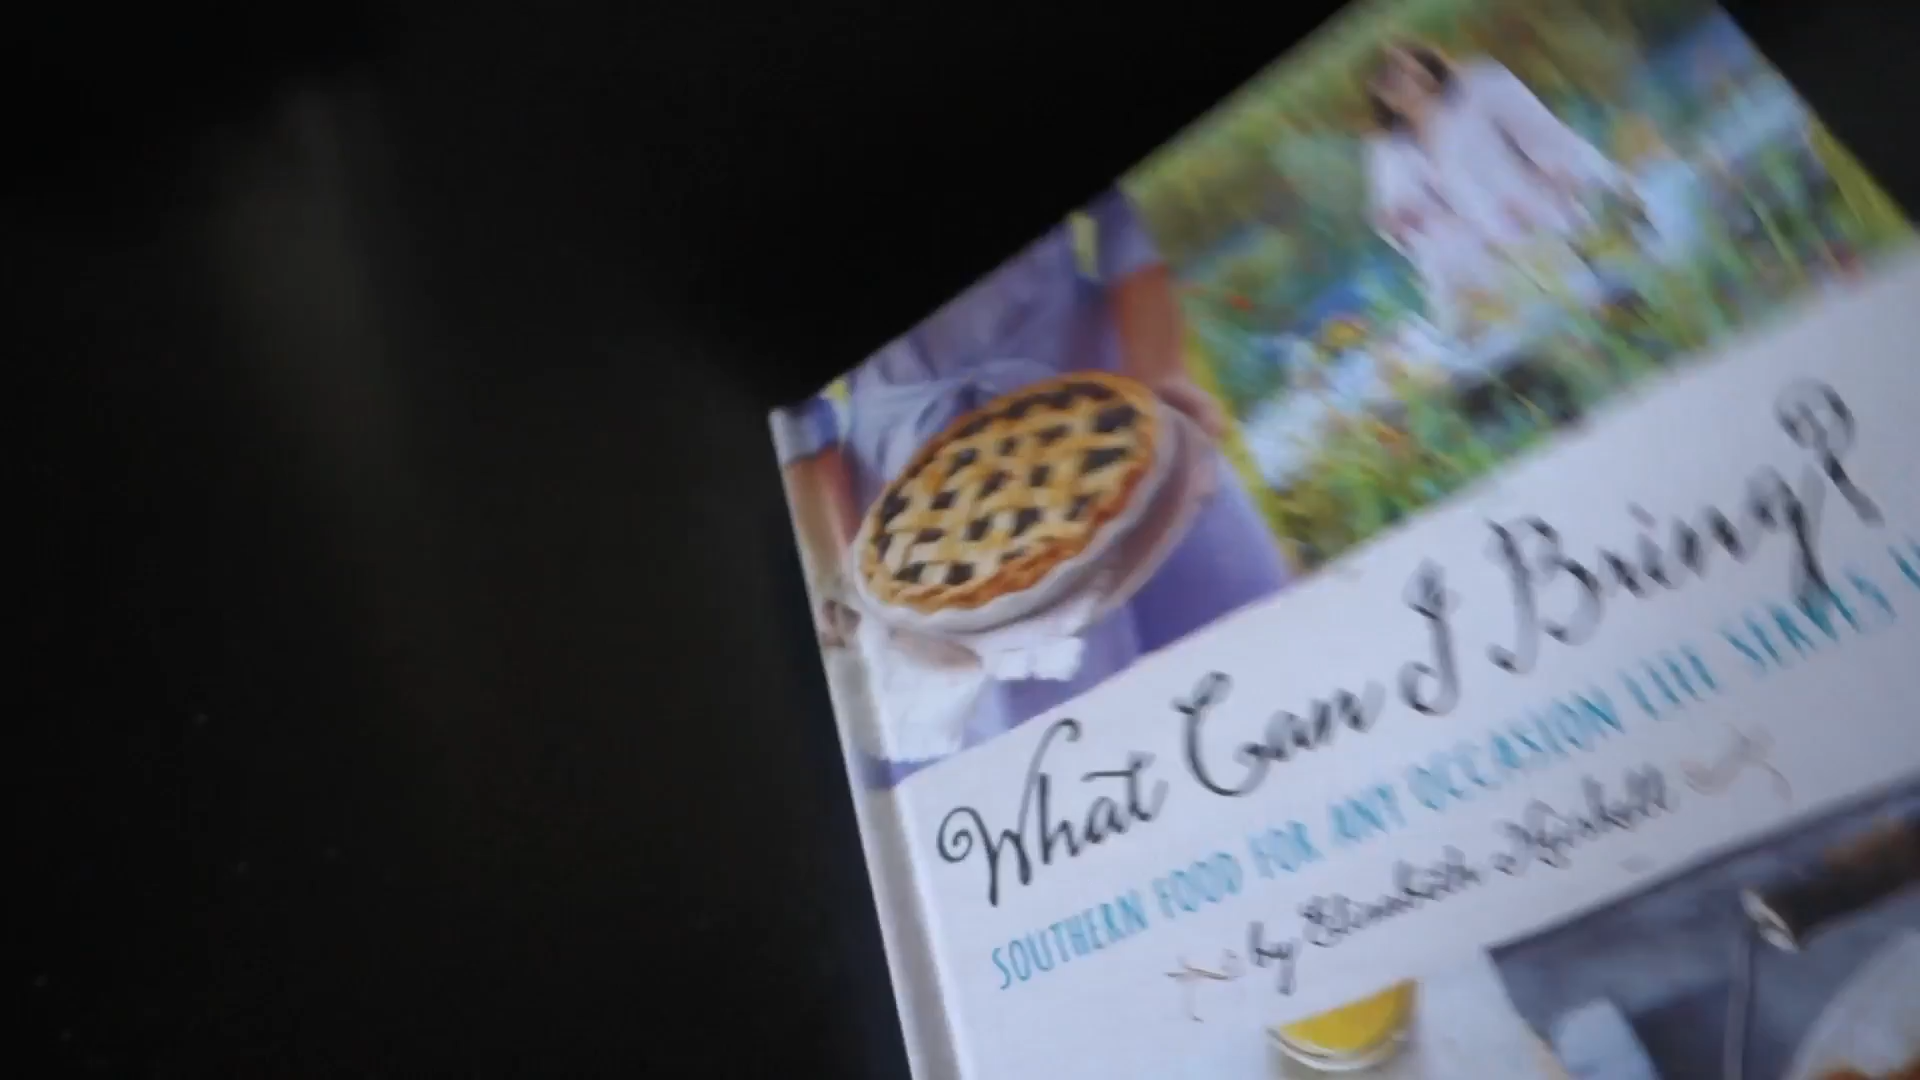 What Can I Bring?
SOUTHERN FOOD FOR ANY OCCASION LIFE SERVES
by Elizabeth